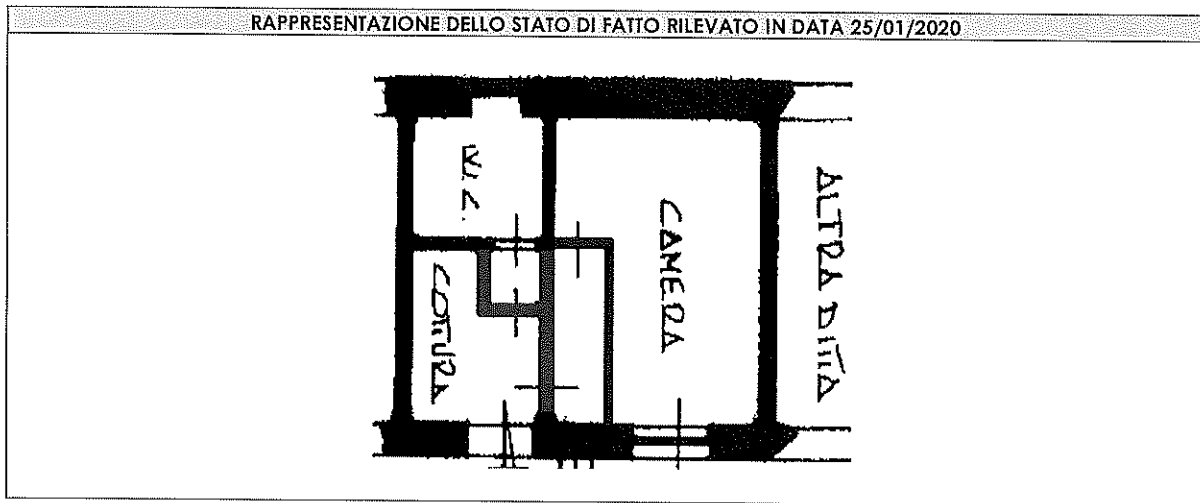 RAPPRESENTAZIONE DELLO STATO DI FATTO RILEVATO IN DATA 25/01/2020
W.C.
COTTURA
CAMERA
ALTRA DITTA